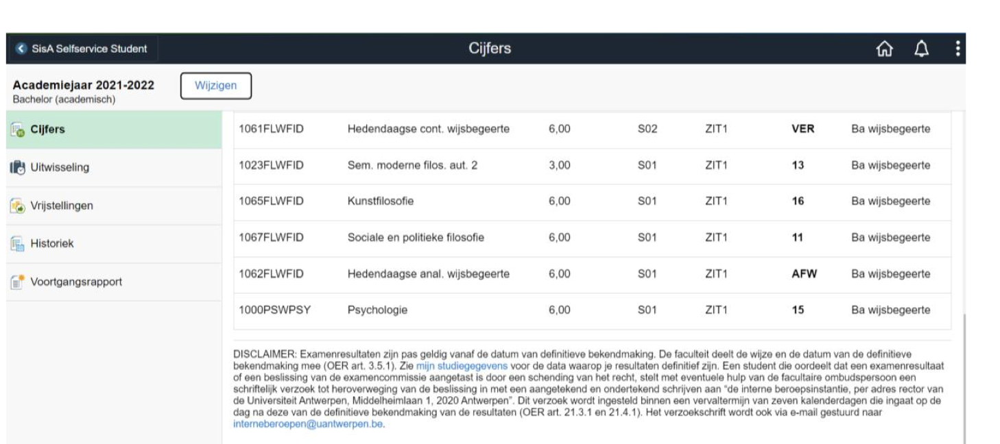 SisA Selfservice Student
Cijfers
Academiejaar 2021-2022
Wijzigen
Bachelor (academisch)
Cijfers
Uitwisseling
Vrijstellingen
Historiek
Voortgangsrapport
1061FLWFID Hedendaagse cont. wijsbegeerte 6,00 S02 ZIT1 VER Ba wijsbegeerte
1023FLWFID Sem. moderne filos. aut. 2 3,00 S01 ZIT1 13 Ba wijsbegeerte
1065FLWFID Kunstfilosofie 6,00 S01 ZIT1 16 Ba wijsbegeerte
1067FLWFID Sociale en politieke filosofie 6,00 S01 ZIT1 11 Ba wijsbegeerte
1062FLWFID Hedendaagse anal. wijsbegeerte 6,00 S01 ZIT1 AFW Ba wijsbegeerte
1000PSWPSY Psychologie 6,00 S01 ZIT1 15 Ba wijsbegeerte
DISCLAIMER: Examenresultaten zijn pas geldig vanaf de datum van definitieve bekendmaking. De faculteit deelt de wijze en de datum van de definitieve
bekendmaking mee (OER art. 3.5.1). Zie mijn studiegegevens voor de data waarop je resultaten definitief zijn. Een student die oordeelt dat een examenresultaat
of een beslissing van de examencommissie aangetast is door een schending van het recht, stelt met eventuele hulp van de facultaire ombudspersoon een
schriftelijk verzoek tot heroverweging van de beslissing in met een aangetekend en ondertekend schrijven aan "de interne beroepsinstantie, per adres rector van
de Universiteit Antwerpen, Middelheimlaan 1, 2020 Antwerpen". Dit verzoek wordt ingesteld binnen een vervaltermijn van zeven kalenderdagen die ingaat op de
dag na deze van de definitieve bekendmaking van de resultaten (OER art. 21.3.1 en 21.4.1). Het verzoekschrift wordt ook via e-mail gestuurd naar
interneberoepen@uantwerpen.be.